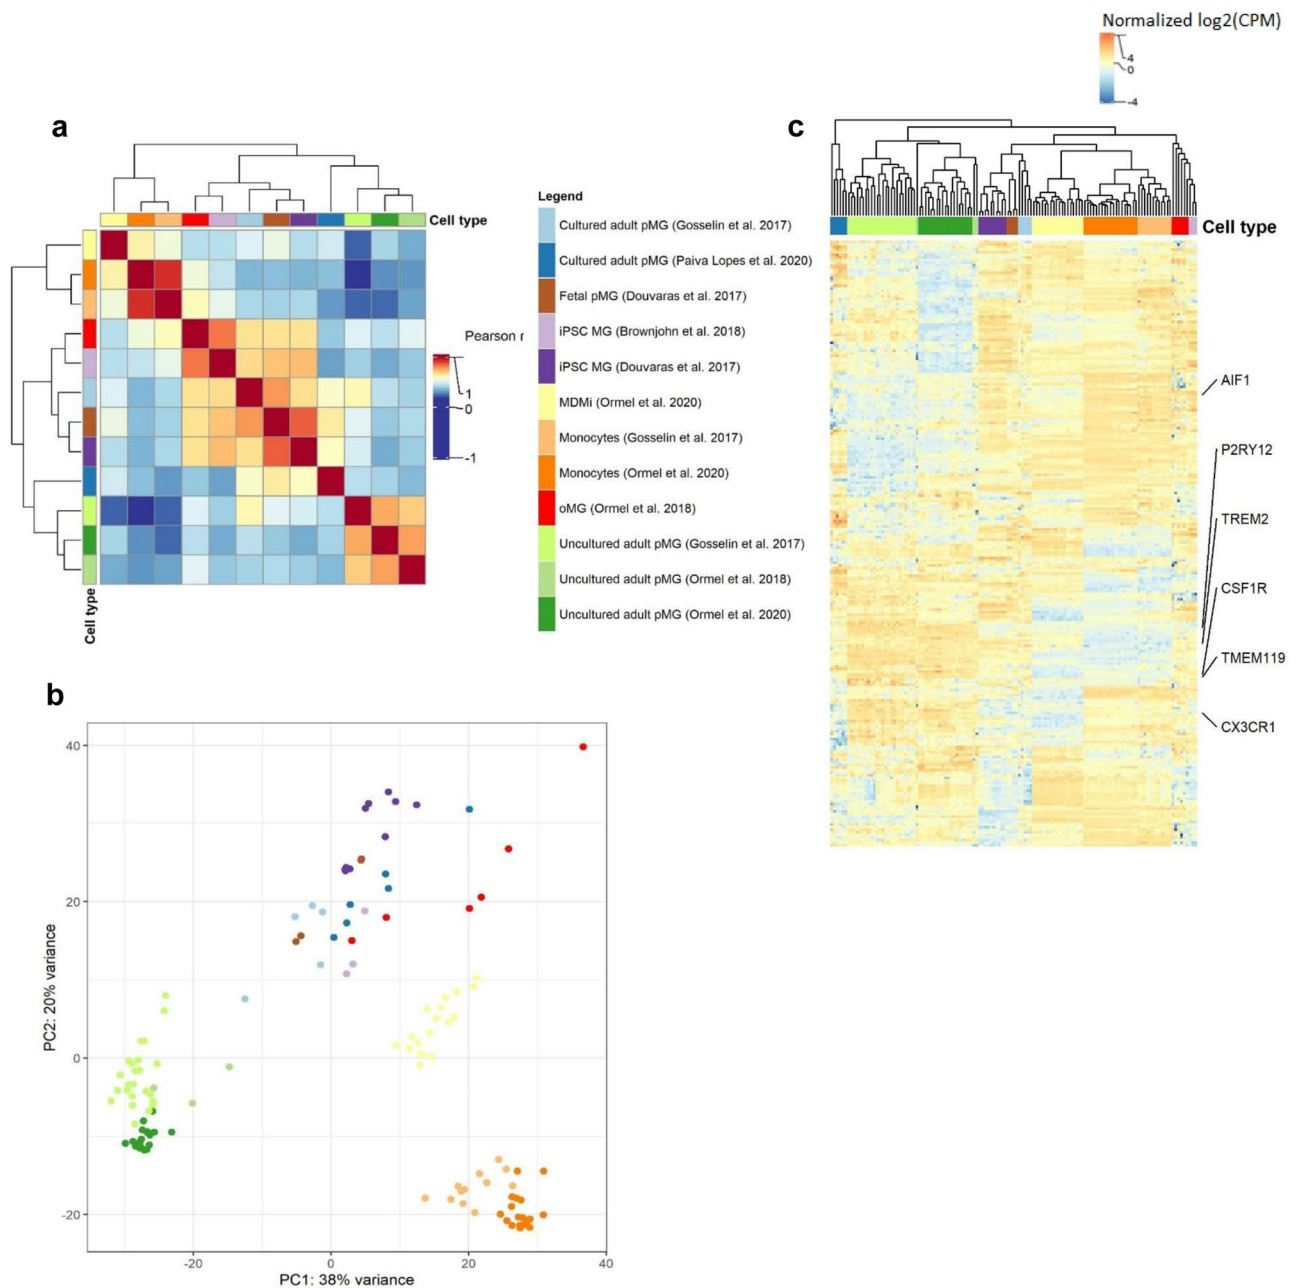 Normalized log2(CPM)
4
0
-4
a
c
Cell type
Pearson r
1
0
-1
Cell type
Legend
Cultured adult pMG (Gosselin et al. 2017)
Cultured adult pMG (Paiva Lopes et al. 2020)
Fetal pMG (Douvaras et al. 2017)
iPSC MG (Brownjohn et al. 2018)
iPSC MG (Douvaras et al. 2017)
MDMi (Ormel et al. 2020)
Monocytes (Gosselin et al. 2017)
Monocytes (Ormel et al. 2020)
oMG (Ormel et al. 2018)
Uncultured adult pMG (Gosselin et al. 2017)
Uncultured adult pMG (Ormel et al. 2018)
Uncultured adult pMG (Ormel et al. 2020)
Cell type
AIF1
P2RY12
TREM2
CSF1R
TMEM119
CX3CR1
b
40
20
0
-20
PC2: 20% variance
-20
0
20
40
PC1: 38% variance